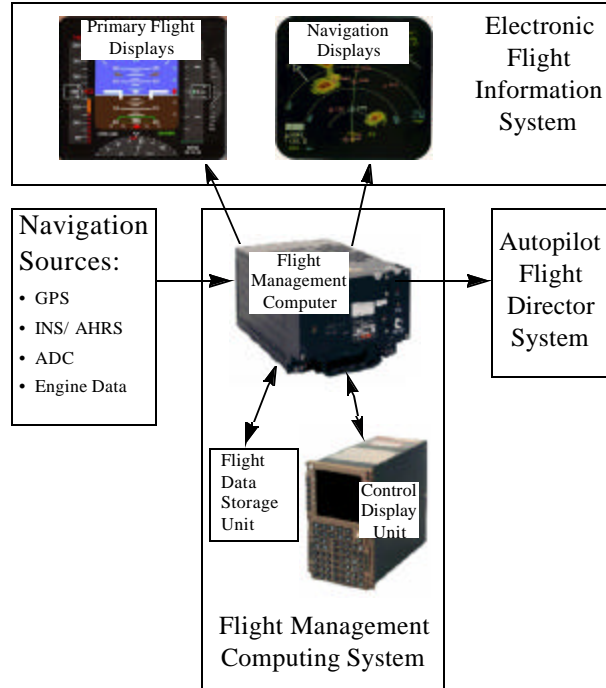 Primary Flight
Displays
Navigation
Displays
Electronic
Flight
Information
System
Navigation
Sources:
• GPS
• INS/ AHRS
• ADC
• Engine Data
Flight
Management
Computer
Autopilot
Flight
Director
System
Flight
Data
Storage
Unit
Control
Display
Unit
Flight Management
Computing System